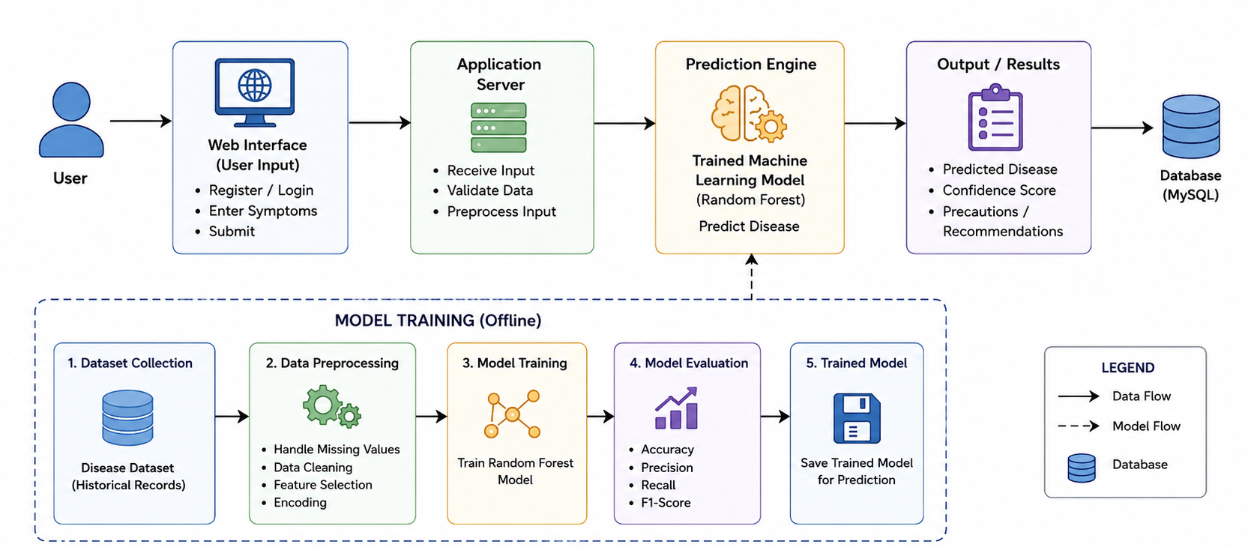 User
Web Interface
(User Input)
• Register / Login
• Enter Symptoms
• Submit
Application
Server
• Receive Input
• Validate Data
• Preprocess Input
Prediction Engine
Trained Machine
Learning Model
(Random Forest)
Predict Disease
Output / Results
• Predicted Disease
• Confidence Score
• Precautions /
Recommendations
Database
(MySQL)
MODEL TRAINING (Offline)
1. Dataset Collection
Disease Dataset
(Historical Records)
2. Data Preprocessing
• Handle Missing Values
• Data Cleaning
• Feature Selection
• Encoding
3. Model Training
Train Random Forest
Model
4. Model Evaluation
• Accuracy
• Precision
• Recall
• F1-Score
5. Trained Model
Save Trained Model
for Prediction
LEGEND
Data Flow
Model Flow
Database